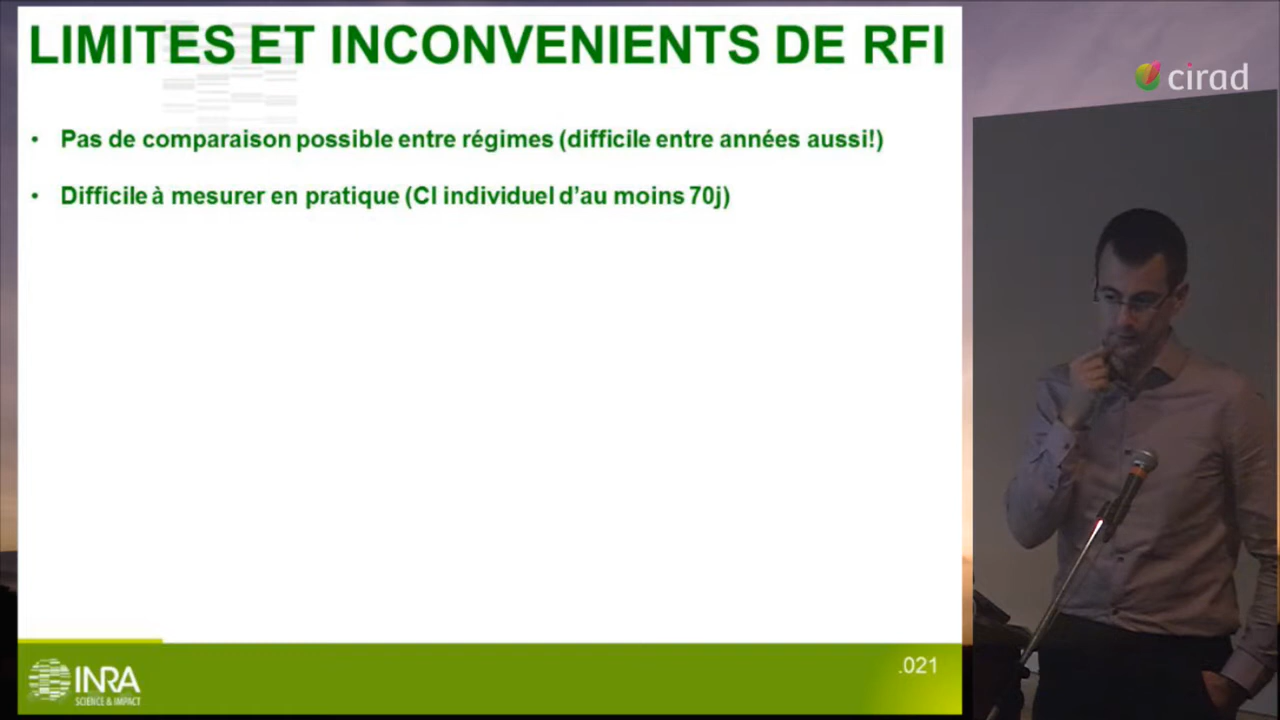 LIMITES ET INCONVENIENTS DE RFI
cirad
• Pas de comparaison possible entre régimes (difficile entre années aussi!)
• Difficile à mesurer en pratique (CI individuel d'au moins 70j)
.021
INRA
SCIENCE & IMPACT